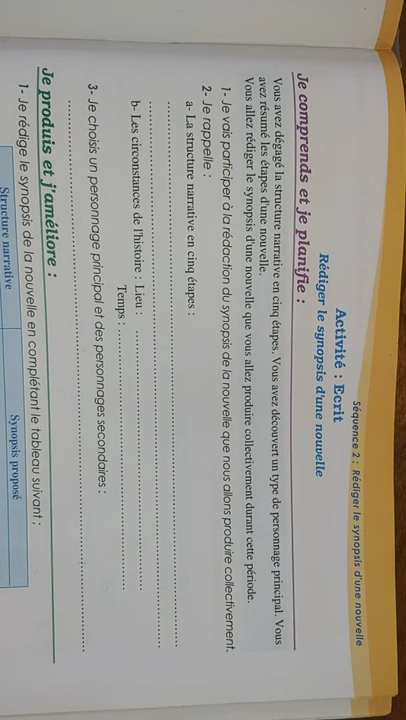 Séquence 2 : Rédiger le synopsis d'une nouvelle
Activité : Ecrit
Rédiger le synopsis d'une nouvelle
Je comprends et je planifie :
Vous avez dégagé la structure narrative en cinq étapes. Vous avez découvert un type de personnage principal. Vous
avez résumé les étapes d'une nouvelle.
Vous allez rédiger le synopsis d'une nouvelle que vous allez produire collectivement durant cette période.
1- Je vais participer à la rédaction du synopsis de la nouvelle que nous allons produire collectivement.
2- Je rappelle :
a- La structure narrative en cinq étapes :
b- Les circonstances de l'histoire : Lieu :
Temps :
3- Je choisis un personnage principal et des personnages secondaires :
Je produis et j'améliore :
1- Je rédige le synopsis de la nouvelle en complétant le tableau suivant :
Structure narrative Synopsis proposé